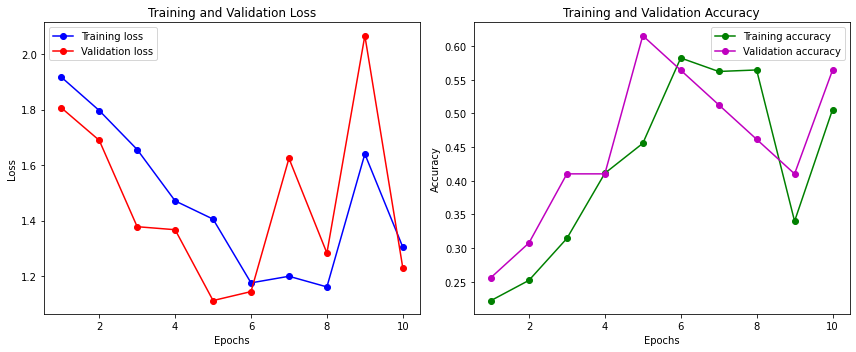 Training and Validation Loss
Training loss
Validation loss
2.0
1.8
1.6
1.4
1.2
Loss
2 4 6 8 10
Epochs
Training and Validation Accuracy
Training accuracy
Validation accuracy
0.60
0.55
0.50
0.45
0.40
0.35
0.30
0.25
Accuracy
2 4 6 8 10
Epochs